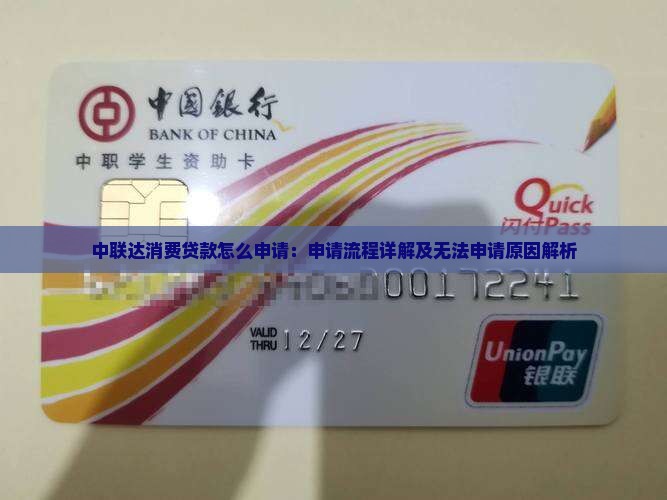 中國銀行
BANK OF CHINA
中职学生资助卡
Quick
闪付Pass
中联达消费贷款怎么申请：申请流程详解及无法申请原因解析
00172241
VALID
THRU 12/27
UnionPay
银联